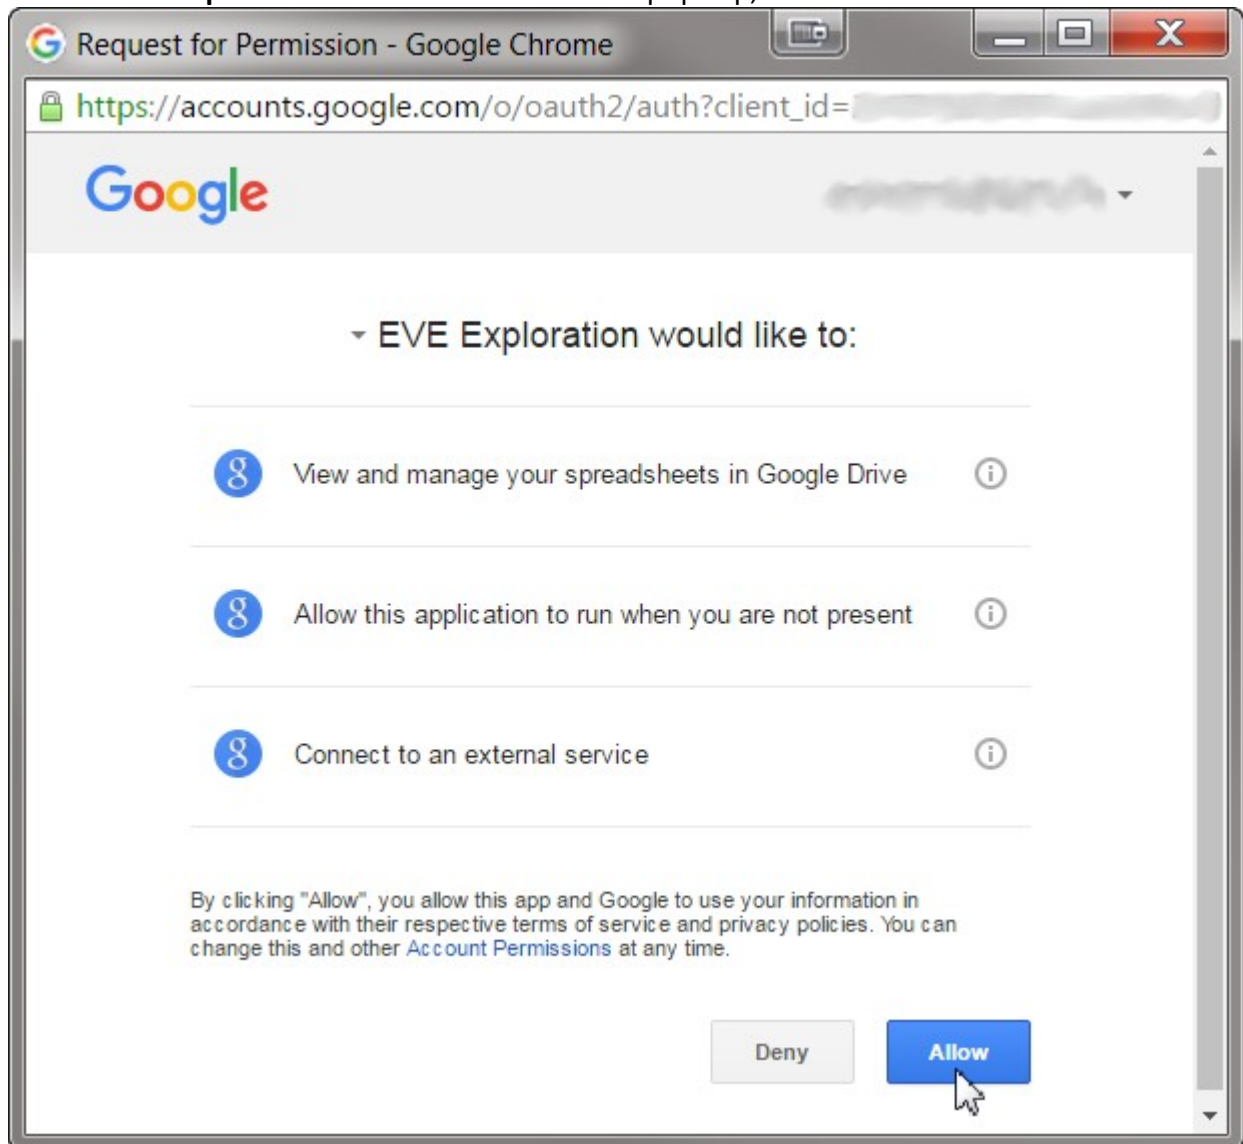 Request for Permission - Google Chrome
https://accounts.google.com/o/oauth2/auth?client_id=
Google
EVE Exploration would like to:
View and manage your spreadsheets in Google Drive
Allow this application to run when you are not present
Connect to an external service
By clicking "Allow", you allow this app and Google to use your information in
accordance with their respective terms of service and privacy policies. You can
change this and other Account Permissions at any time.
Deny
Allow